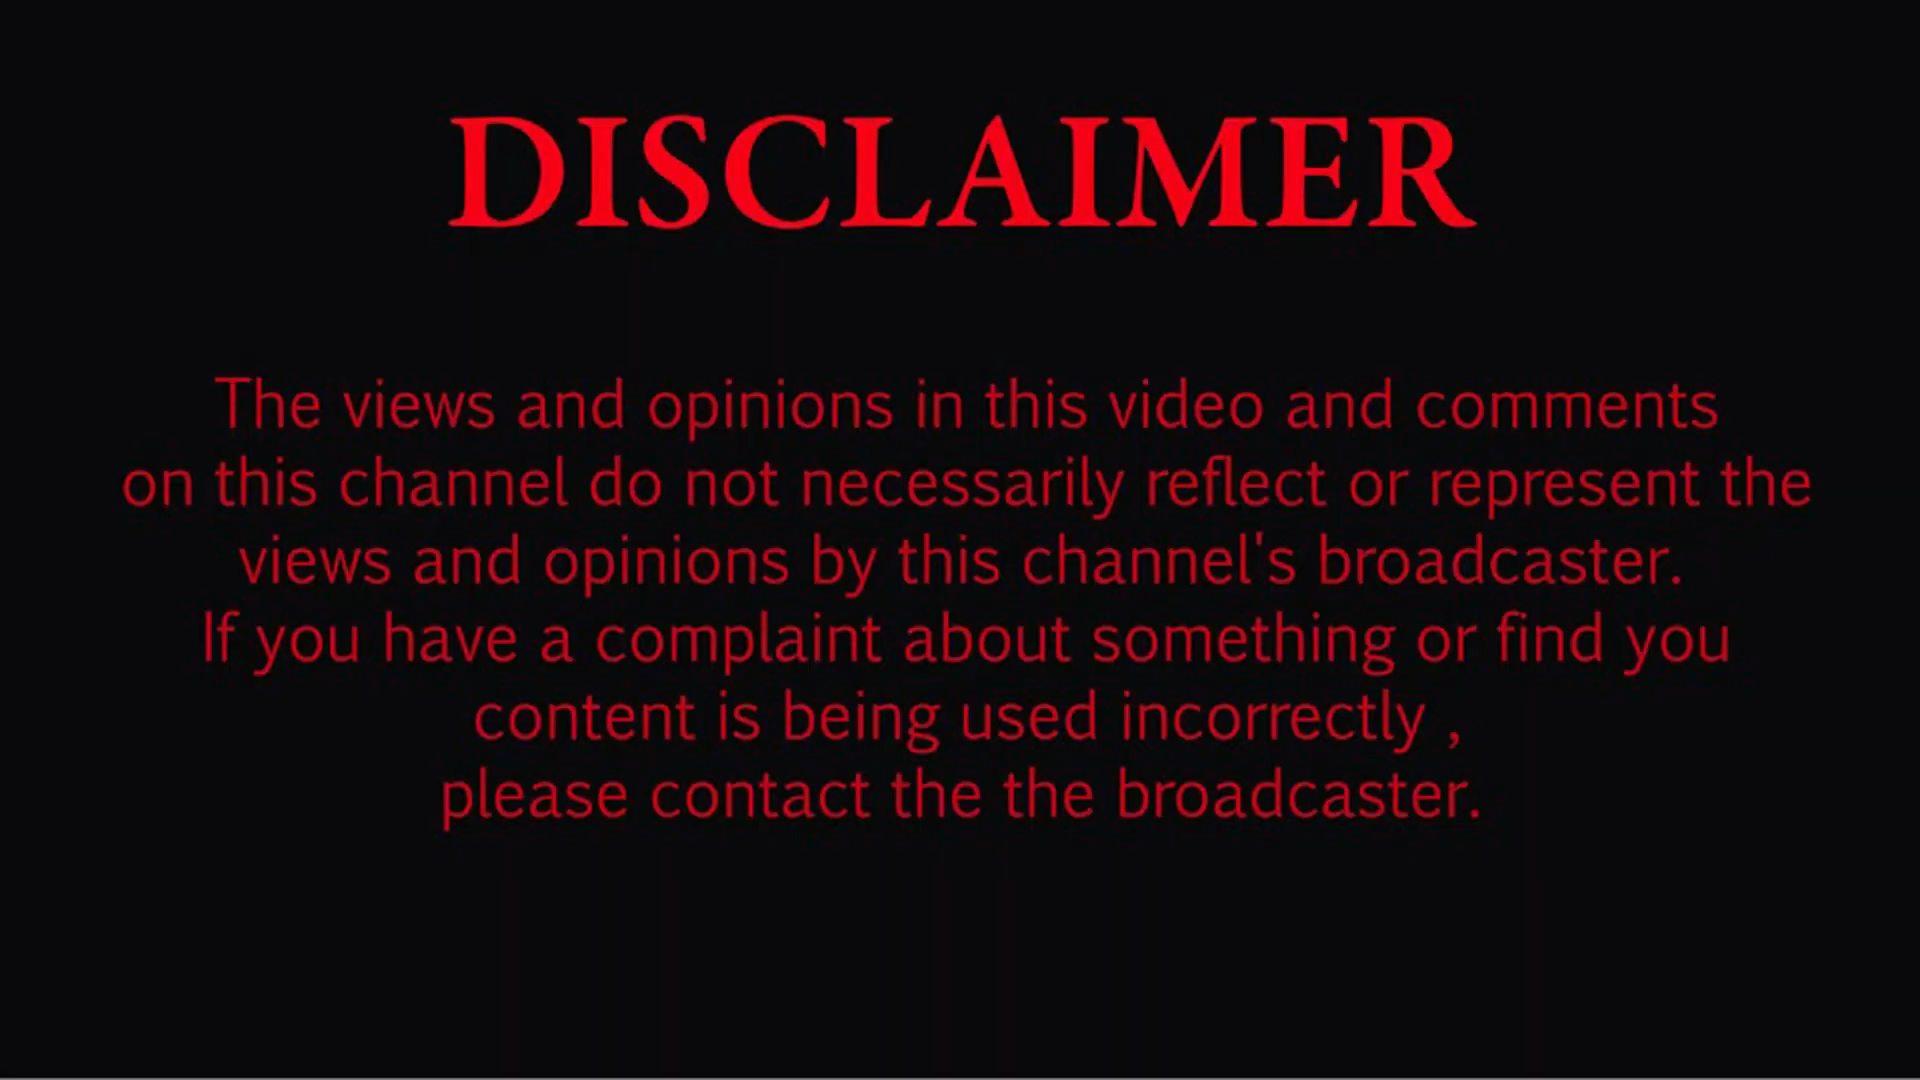 DISCLAIMER
The views and opinions in this video and comments
on this channel do not necessarily reflect or represent the
views and opinions by this channel's broadcaster.
If you have a complaint about something or find you
content is being used incorrectly ,
please contact the the broadcaster.